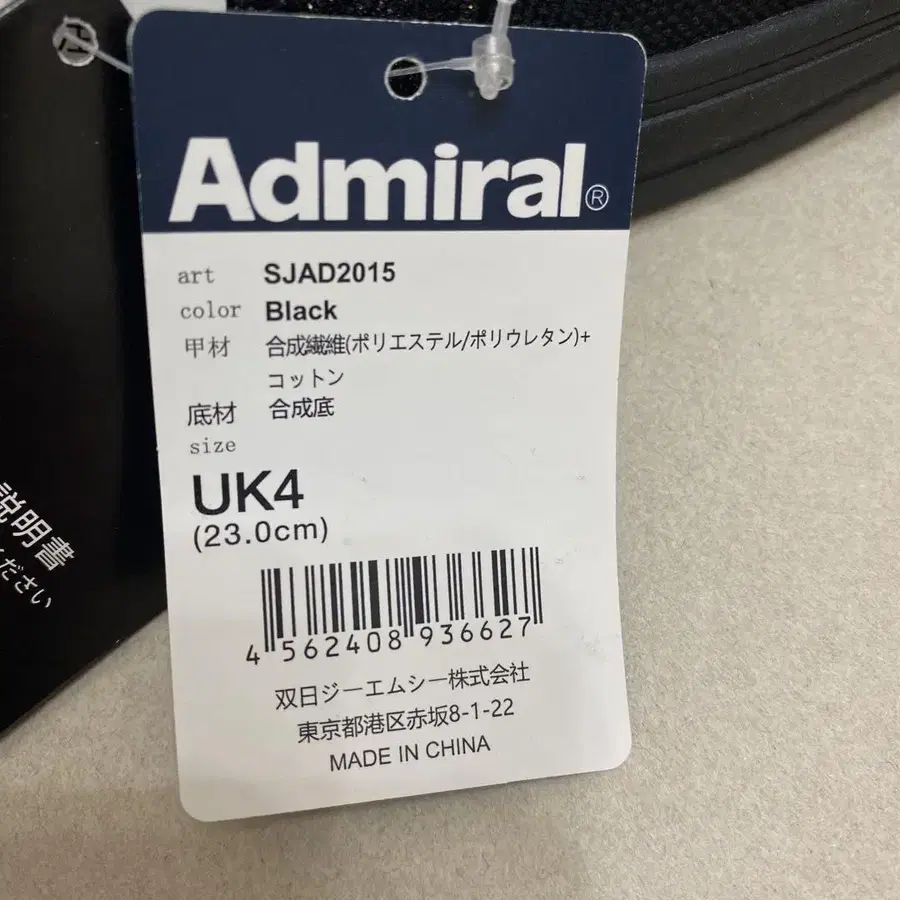 Admiral®
art SJAD2015
color Black
甲材 合成繊維(ポリエステル/ポリウレタン)+
コットン
底材 合成底
size
UK4
(23.0cm)
4 562408 936627
双日ジーエムシー株式会社
東京都港区赤坂8-1-22
MADE IN CHINA
説明書
ください